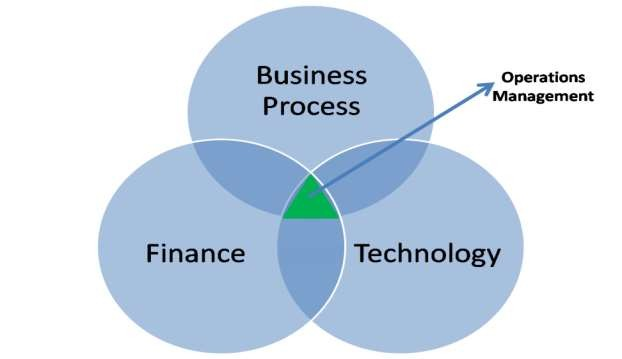 Business
Process
Operations
Management
Finance
Technology